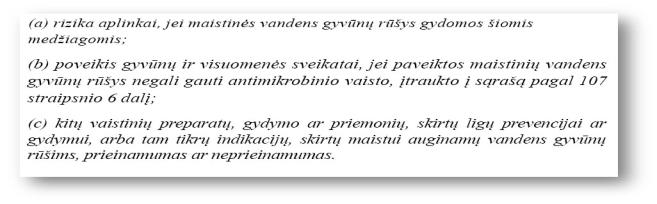 (a) rizika aplinkai, jei maistinės vandens gyvūnų rūšys gydomos šiomis
medžiagomis;
(b) poveikis gyvūnų ir visuomenės sveikatai, jei paveiktos maistinių vandens
gyvūnų rūšys negali gauti antimikrobinio vaisto, įtraukto į sąrašą pagal 107
straipsnio 6 dalį;
(c) kitų vaistinių preparatų, gydymo ar priemonių, skirtų ligų prevencijai ar
gydymui, arba tam tikrų indikacijų, skirtų maistui auginamų vandens gyvūnų
rūšims, prieinamumas ar neprieinamumas.